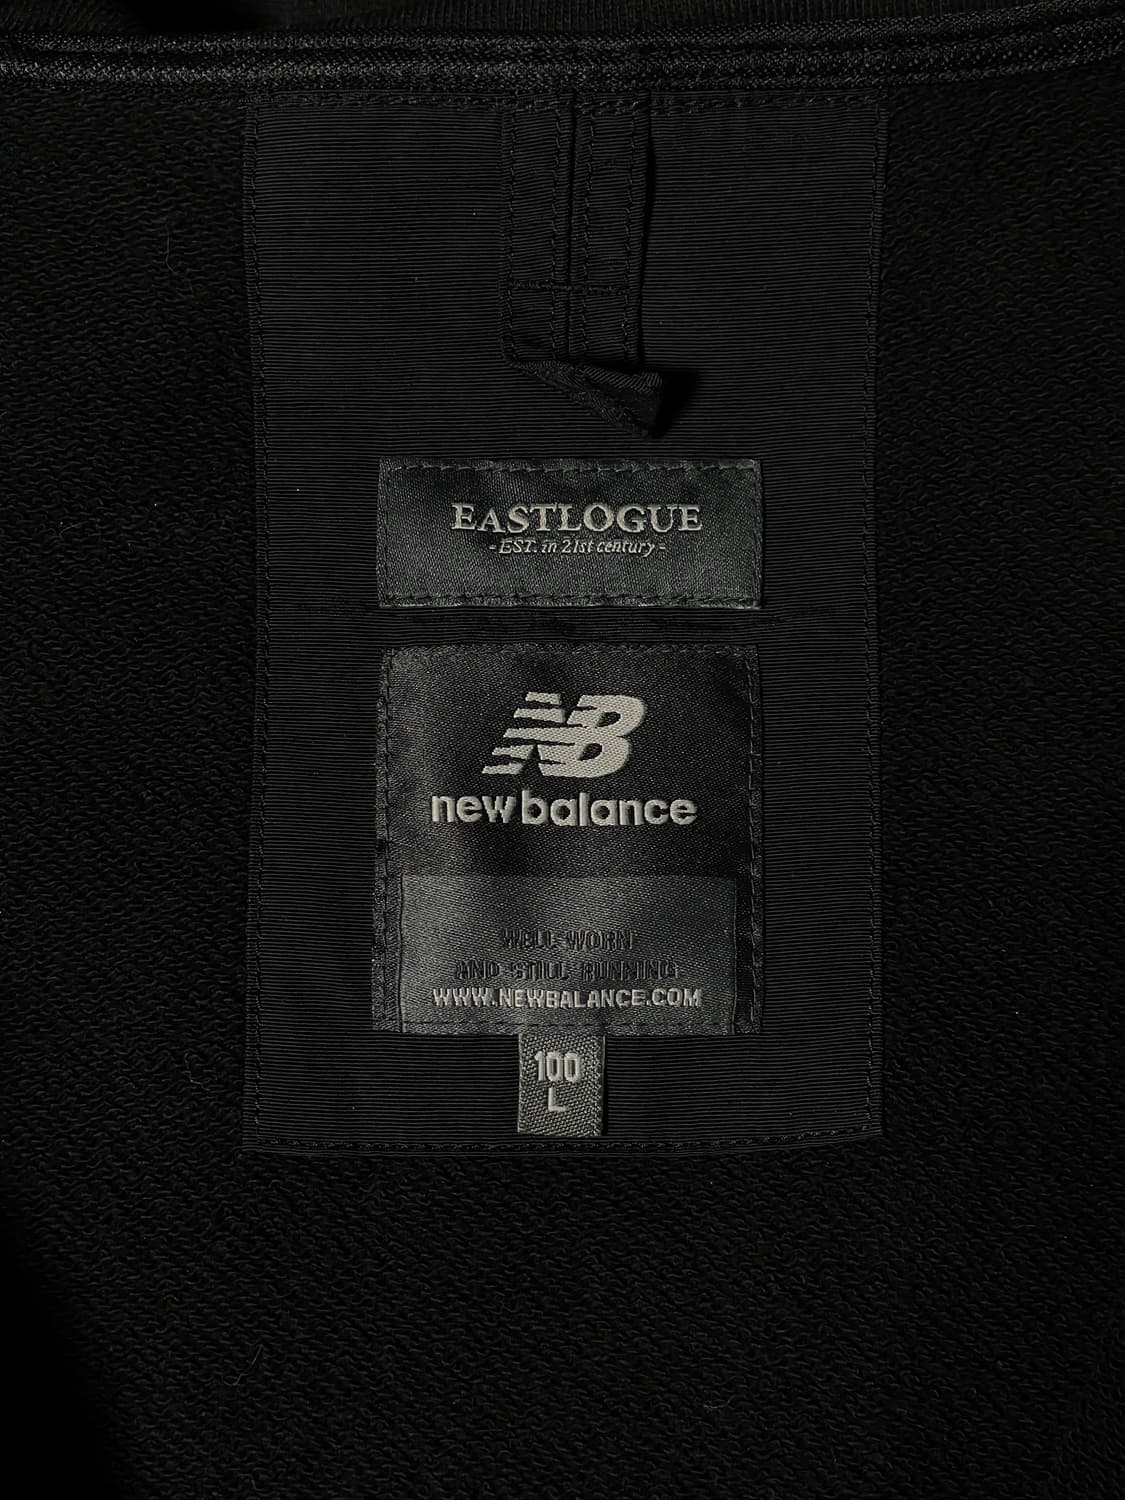 EASTLOGUE
-EST. in 21st century-
NB
new balance
WELL-WORN
AND STILL RUNNING
WWW.NEWBALANCE.COM
100
L